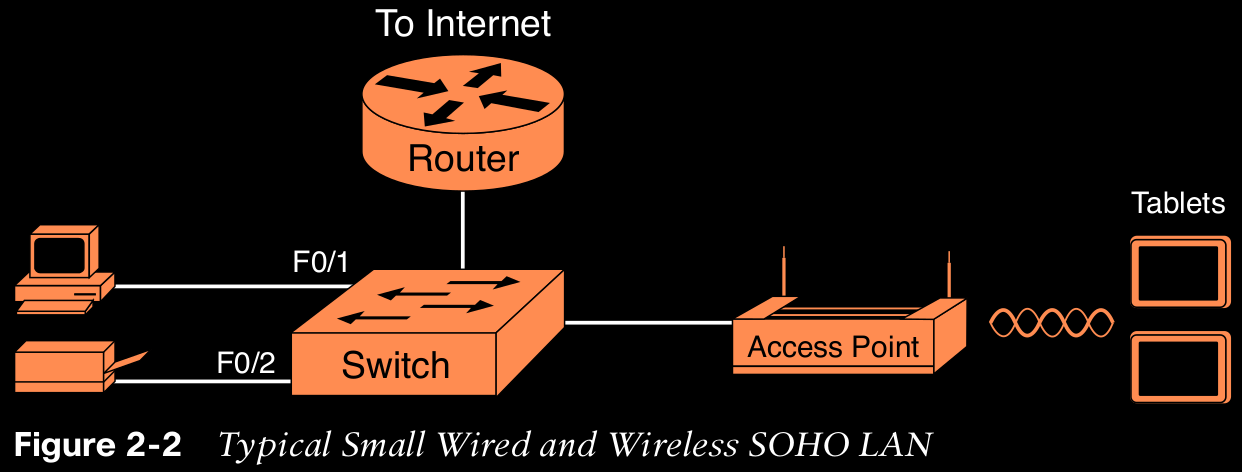 To Internet
Router
Tablets
F0/1
Access Point
F0/2
Switch
Figure 2-2 Typical Small Wired and Wireless SOHO LAN